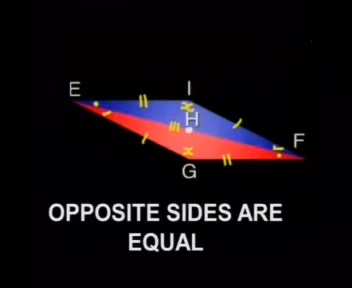 E I
H
F
G
OPPOSITE SIDES ARE
EQUAL